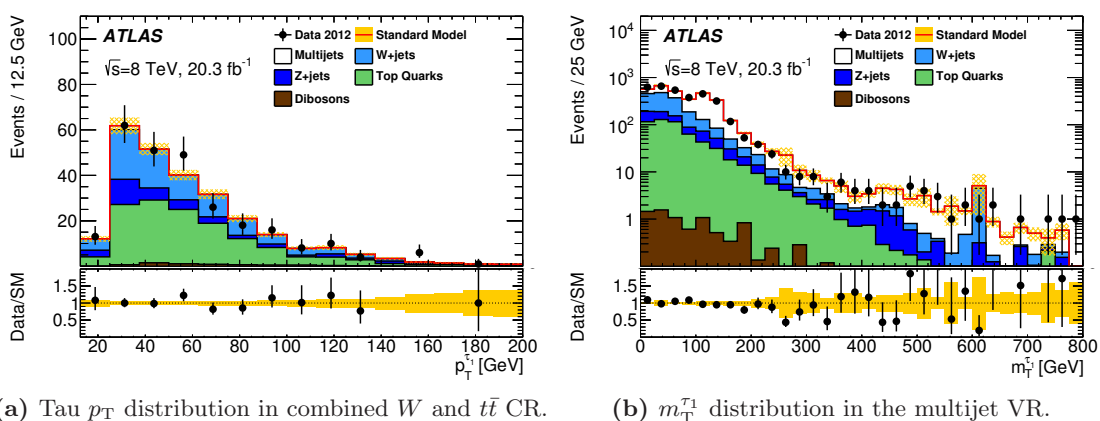 ATLAS
√s=8 TeV, 20.3 fb⁻¹
Data 2012
Standard Model
Multijets
W+jets
Z+jets
Top Quarks
Dibosons
Events / 12.5 GeV
100
80
60
40
20
Data/SM
1.5
1
0.5
20 40 60 80 100 120 140 160 180 200
p_T^τ₁ [GeV]
ATLAS
√s=8 TeV, 20.3 fb⁻¹
Data 2012
Standard Model
Multijets
W+jets
Z+jets
Top Quarks
Dibosons
Events / 25 GeV
10⁴
10³
10²
10
1
Data/SM
1.5
1
0.5
0 100 200 300 400 500 600 700 800
m_T^τ₁ [GeV]
(a) Tau p_T distribution in combined W and tt̄ CR.
(b) m_T^τ1 distribution in the multijet VR.